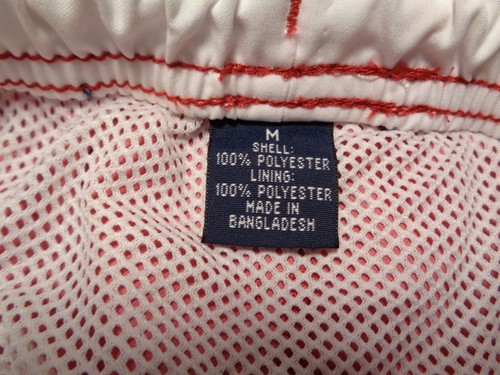 M
SHELL:
100% POLYESTER
LINING:
100% POLYESTER
MADE IN
BANGLADESH